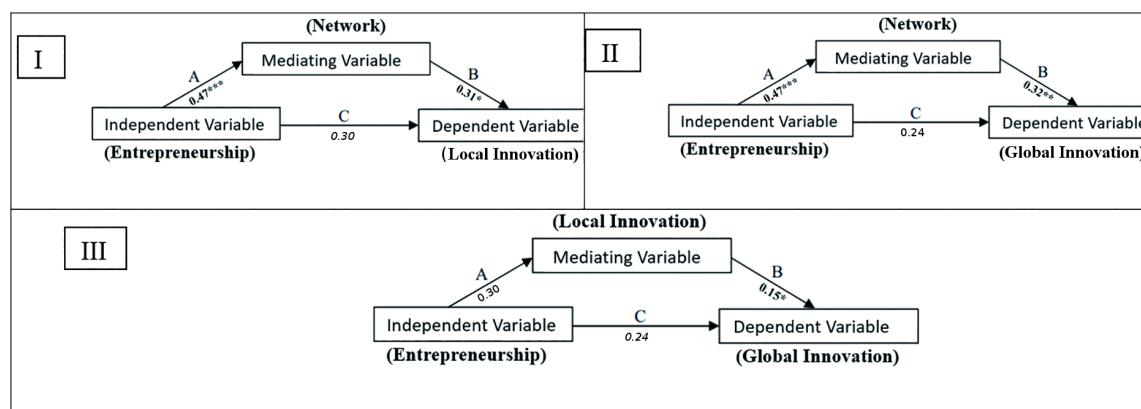 (Network)
I
Mediating Variable
A
0.47***
B
0.31*
Independent Variable
C
0.30
Dependent Variable
(Entrepreneurship)
(Local Innovation)
(Network)
II
Mediating Variable
A
0.47***
B
0.32**
Independent Variable
C
0.24
Dependent Variable
(Entrepreneurship)
(Global Innovation)
(Local Innovation)
III
Mediating Variable
A
0.30
B
0.15*
Independent Variable
C
0.24
Dependent Variable
(Entrepreneurship)
(Global Innovation)